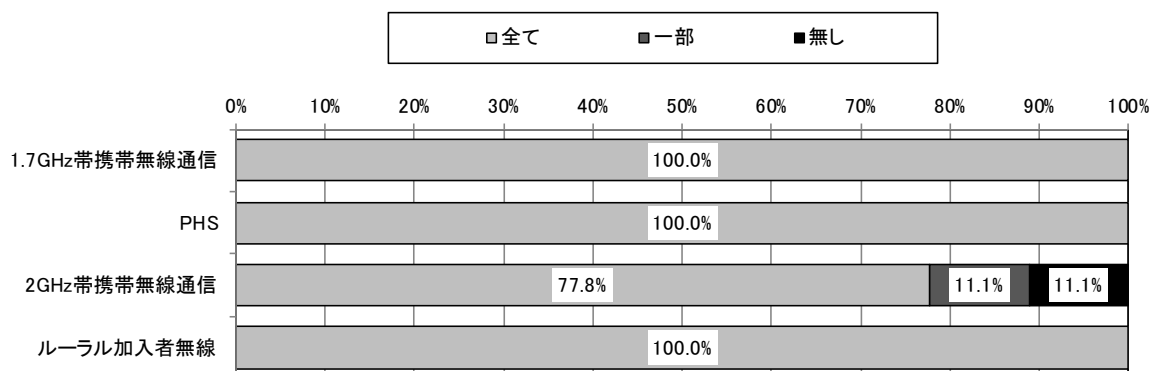 全て 一部 無し
0% 10% 20% 30% 40% 50% 60% 70% 80% 90% 100%
1.7GHz帯携帯無線通信 100.0%
PHS 100.0%
2GHz帯携帯無線通信 77.8% 11.1% 11.1%
ルーラル加入者無線 100.0%